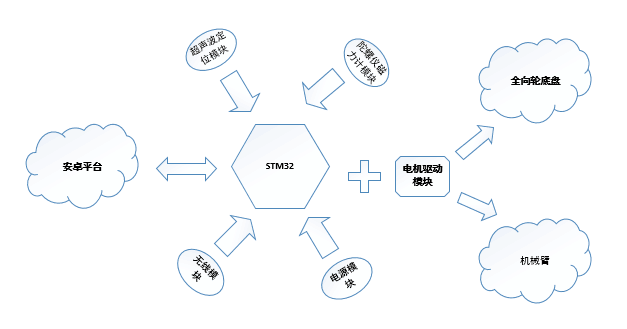 超声波定
位模块
陀螺仪磁
力计模块
全向轮底盘
安卓平台
STM32
电机驱动
模块
无线模
块
电源模
块
机械臂